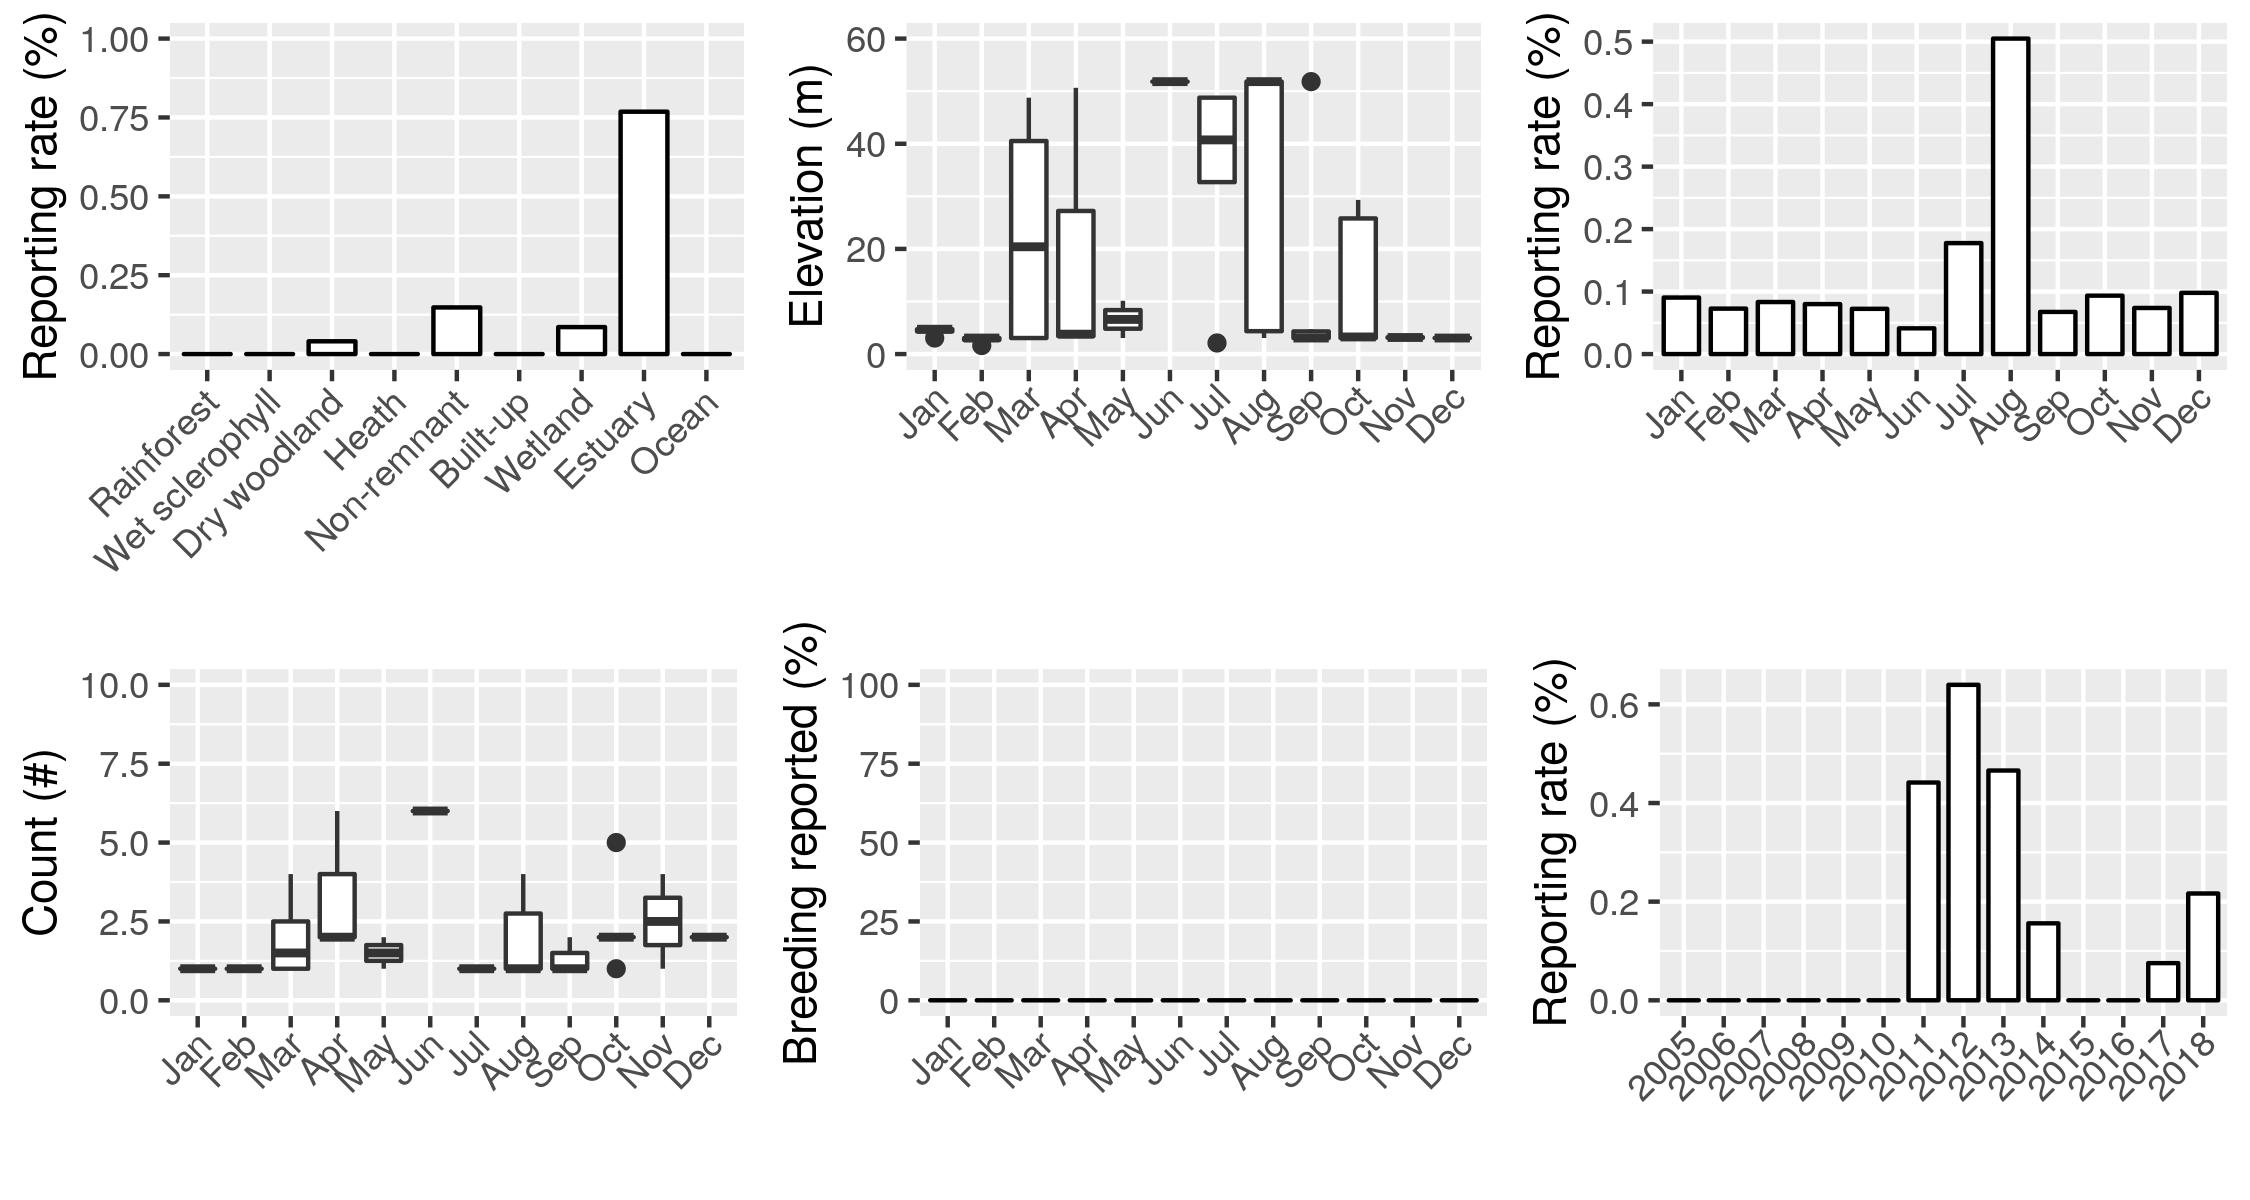 Reporting rate (%)
1.00
0.75
0.50
0.25
0.00
Rainforest
Wet sclerophyll
Dry woodland
Heath
Non-remnant
Built-up
Wetland
Estuary
Ocean
Elevation (m)
60
40
20
0
Jan
Feb
Mar
Apr
May
Jun
Jul
Aug
Sep
Oct
Nov
Dec
Reporting rate (%)
0.5
0.4
0.3
0.2
0.1
0.0
Jan
Feb
Mar
Apr
May
Jun
Jul
Aug
Sep
Oct
Nov
Dec
Count (#)
10.0
7.5
5.0
2.5
0.0
Jan
Feb
Mar
Apr
May
Jun
Jul
Aug
Sep
Oct
Nov
Dec
Breeding reported (%)
100
75
50
25
0
Jan
Feb
Mar
Apr
May
Jun
Jul
Aug
Sep
Oct
Nov
Dec
Reporting rate (%)
0.6
0.4
0.2
0.0
2005
2006
2007
2008
2009
2010
2011
2012
2013
2014
2015
2016
2017
2018